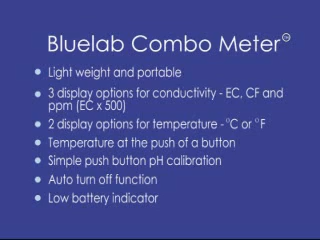 Bluelab Combo Meter
Light weight and portable
3 display options for conductivity - EC, CF and
ppm (EC x 500)
2 display options for temperature - °C or °F
Temperature at the push of a button
Simple push button pH calibration
Auto turn off function
Low battery indicator